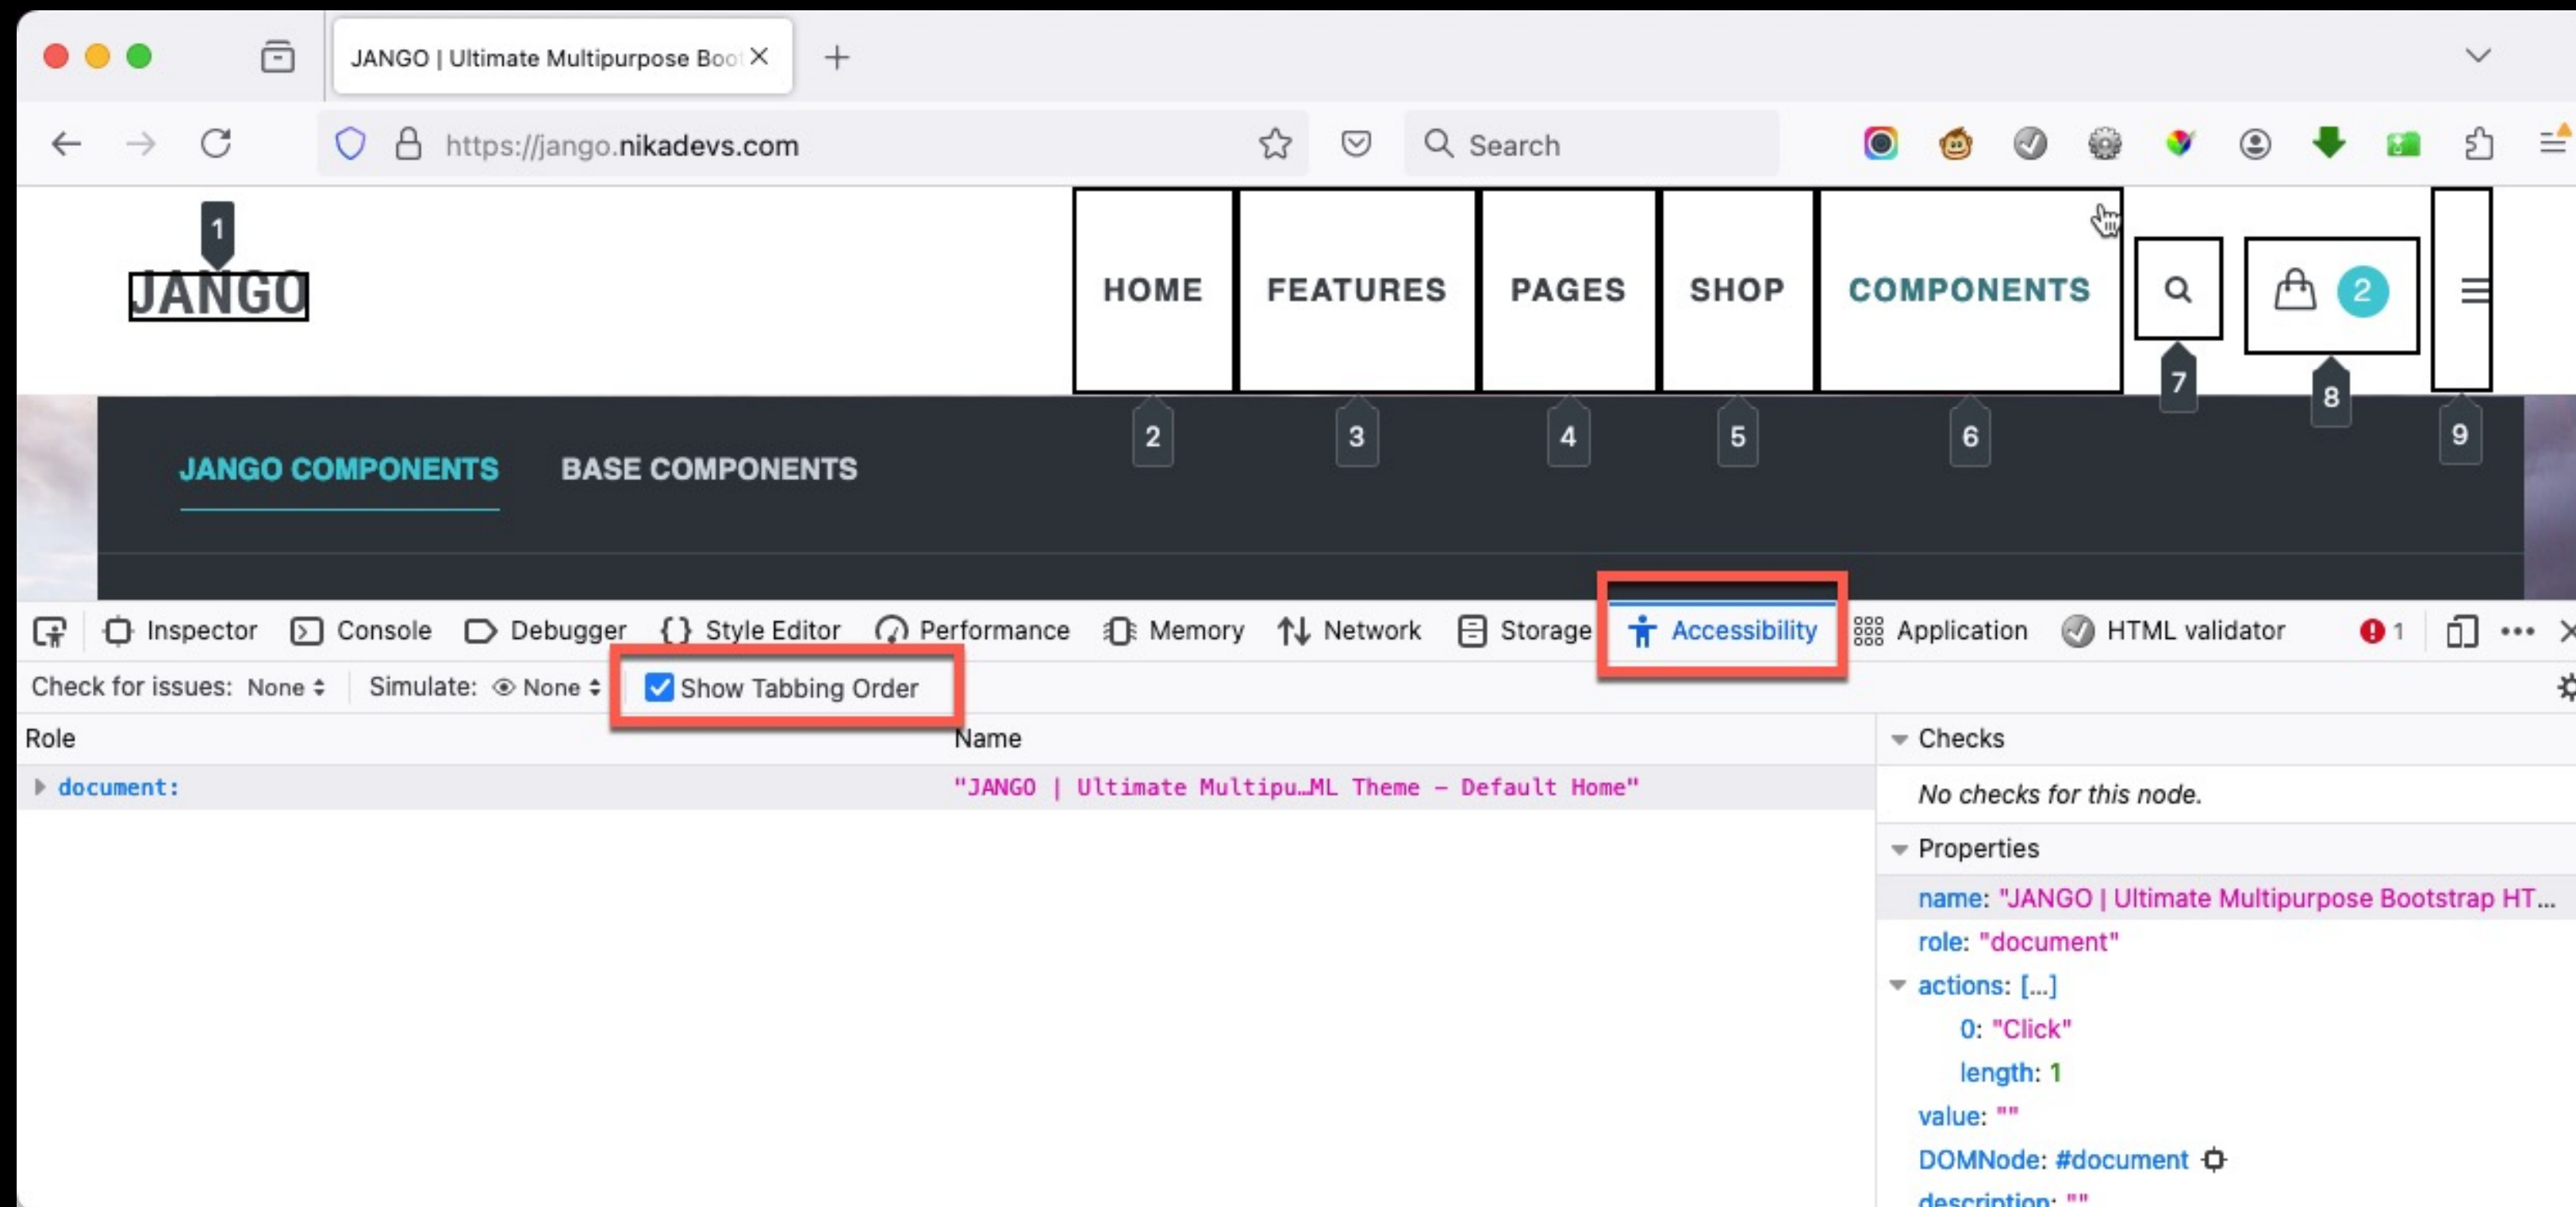 JANGO | Ultimate Multipurpose Boot
https://jango.nikadevs.com
Search
1
JANGO
HOME
FEATURES
PAGES
SHOP
COMPONENTS
2
2
3
4
5
6
7
8
9
JANGO COMPONENTS
BASE COMPONENTS
Inspector
Console
Debugger
{} Style Editor
Performance
Memory
Network
Storage
Accessibility
Application
HTML validator
1
Check for issues: None
Simulate: None
Show Tabbing Order
Role
Name
Checks
document:
"JANGO | Ultimate Multipu…ML Theme – Default Home"
No checks for this node.
Properties
name: "JANGO | Ultimate Multipurpose Bootstrap HT…
role: "document"
actions: […]
0: "Click"
length: 1
value: ""
DOMNode: #document
description: ""